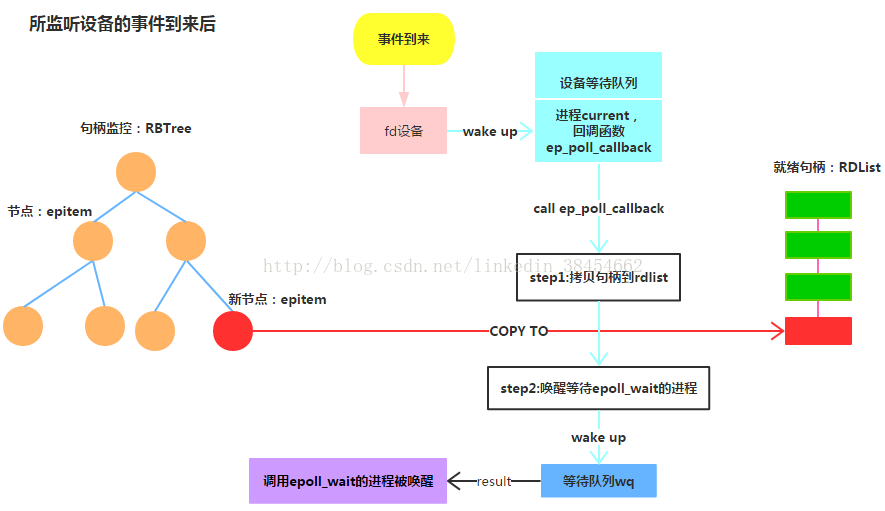 所监听设备的事件到来后
事件到来
设备等待队列
句柄监控：RBTree
fd设备
wake up
进程current，
回调函数
ep_poll_callback
就绪句柄：RDList
节点：epitem
call ep_poll_callback
http://blog.csdn.net/linkedin_38454662
step1:拷贝句柄到rdlist
新节点：epitem
COPY TO
step2:唤醒等待epoll_wait的进程
wake up
调用epoll_wait的进程被唤醒
result
等待队列wq